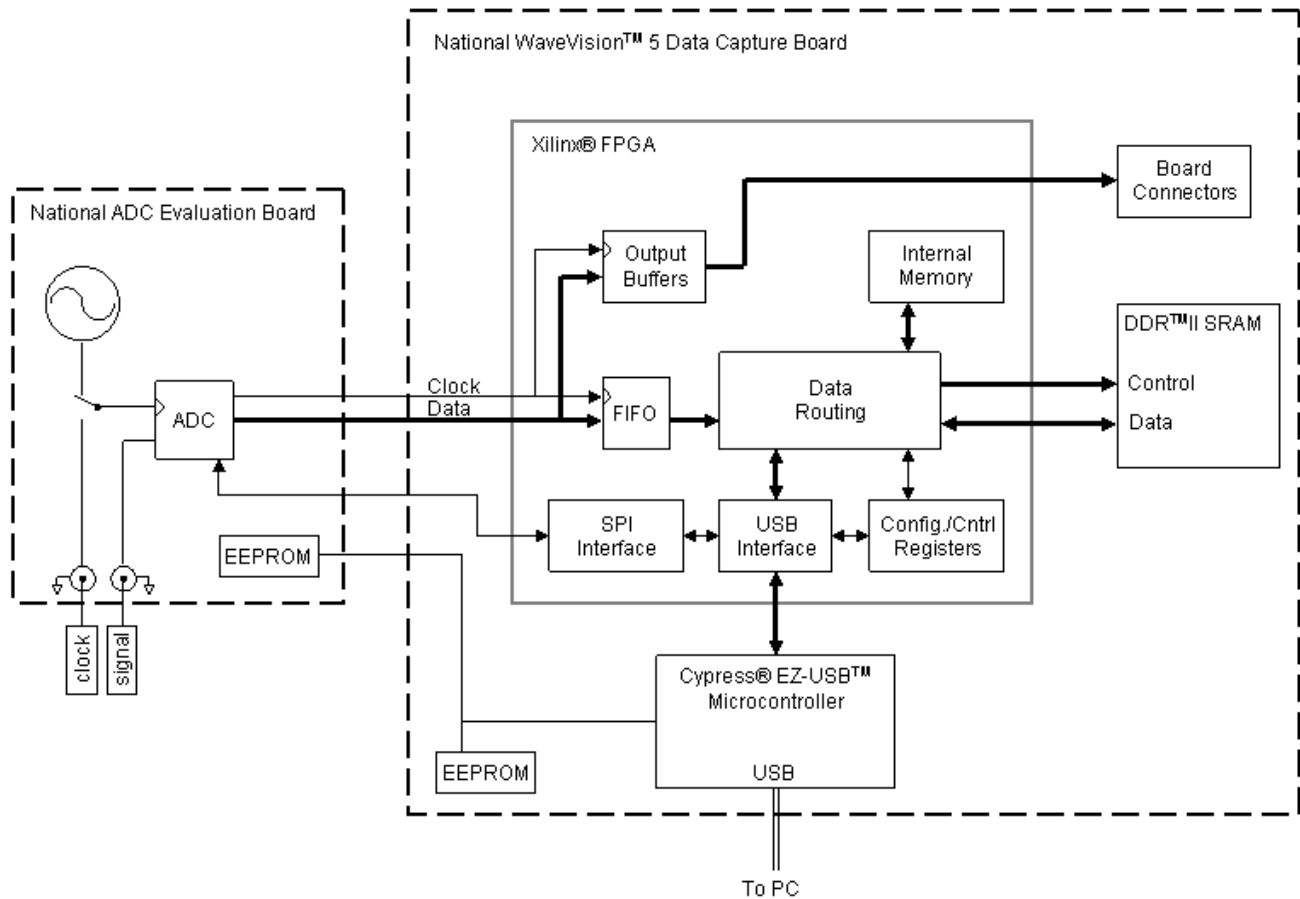 National WaveVision™ 5 Data Capture Board
Xilinx® FPGA
Board
Connectors
National ADC Evaluation Board
Output
Buffers
Internal
Memory
DDR™II SRAM
Control
Data
Clock
Data
ADC
FIFO
Data
Routing
SPI
Interface
USB
Interface
Config./Cntrl
Registers
EEPROM
clock
signal
Cypress® EZ-USB™
Microcontroller
USB
EEPROM
To PC